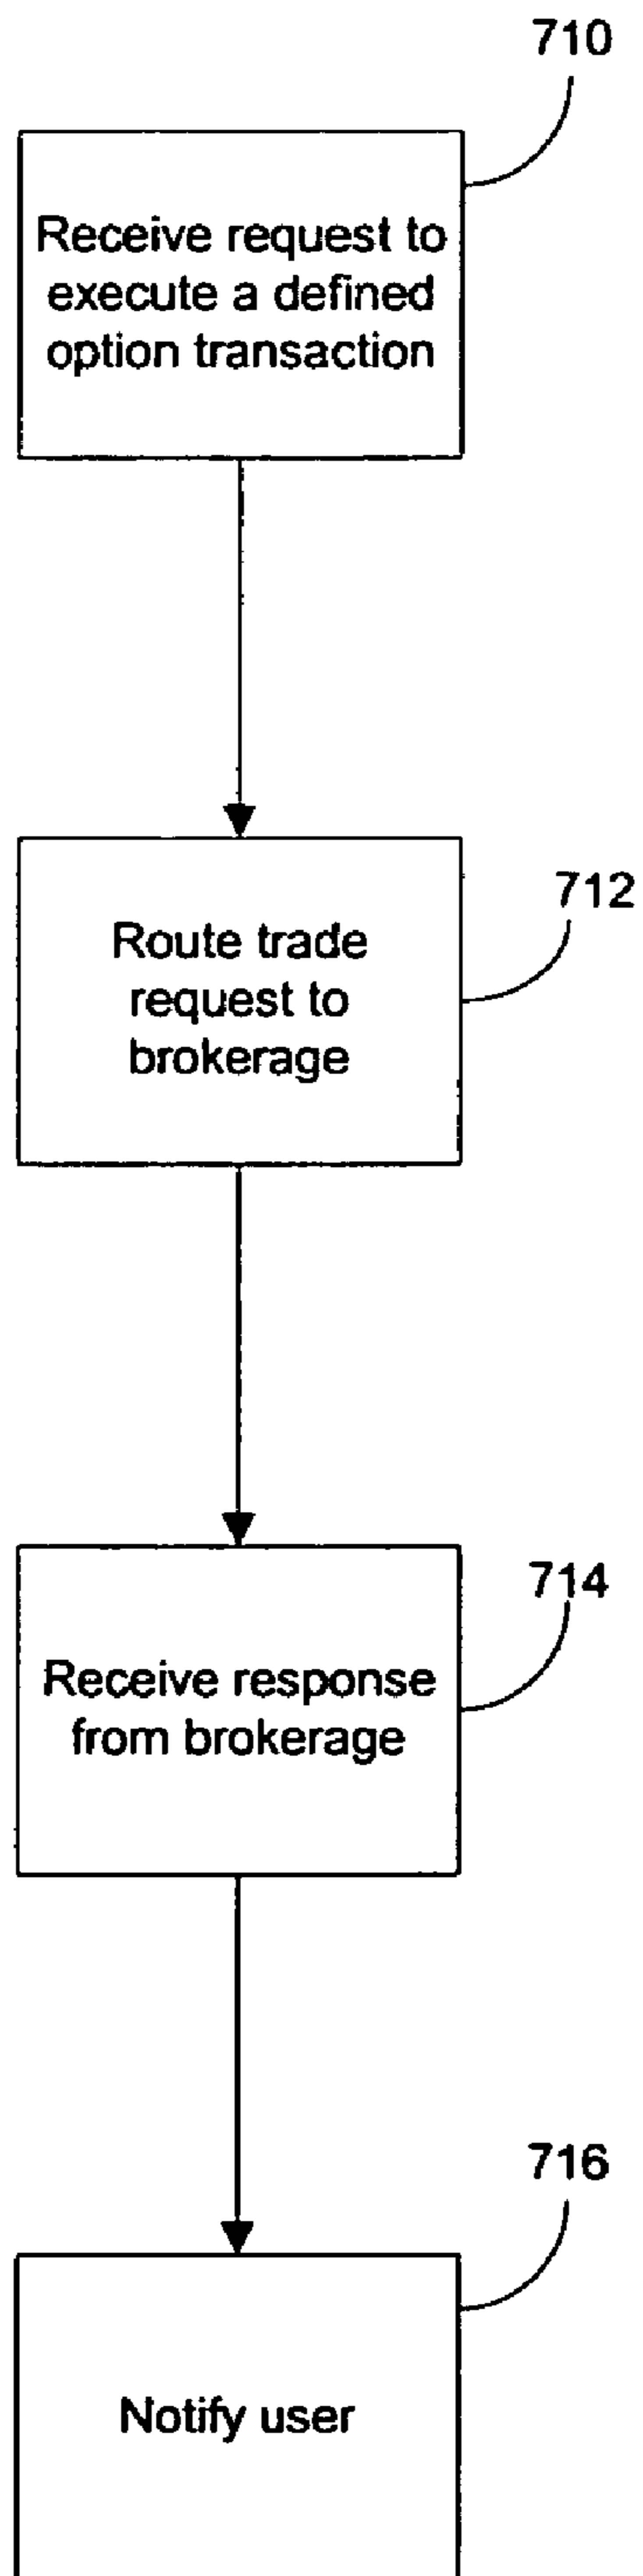 710
Receive request to
execute a defined
option transaction
712
Route trade
request to
brokerage
714
Receive response
from brokerage
716
Notify user